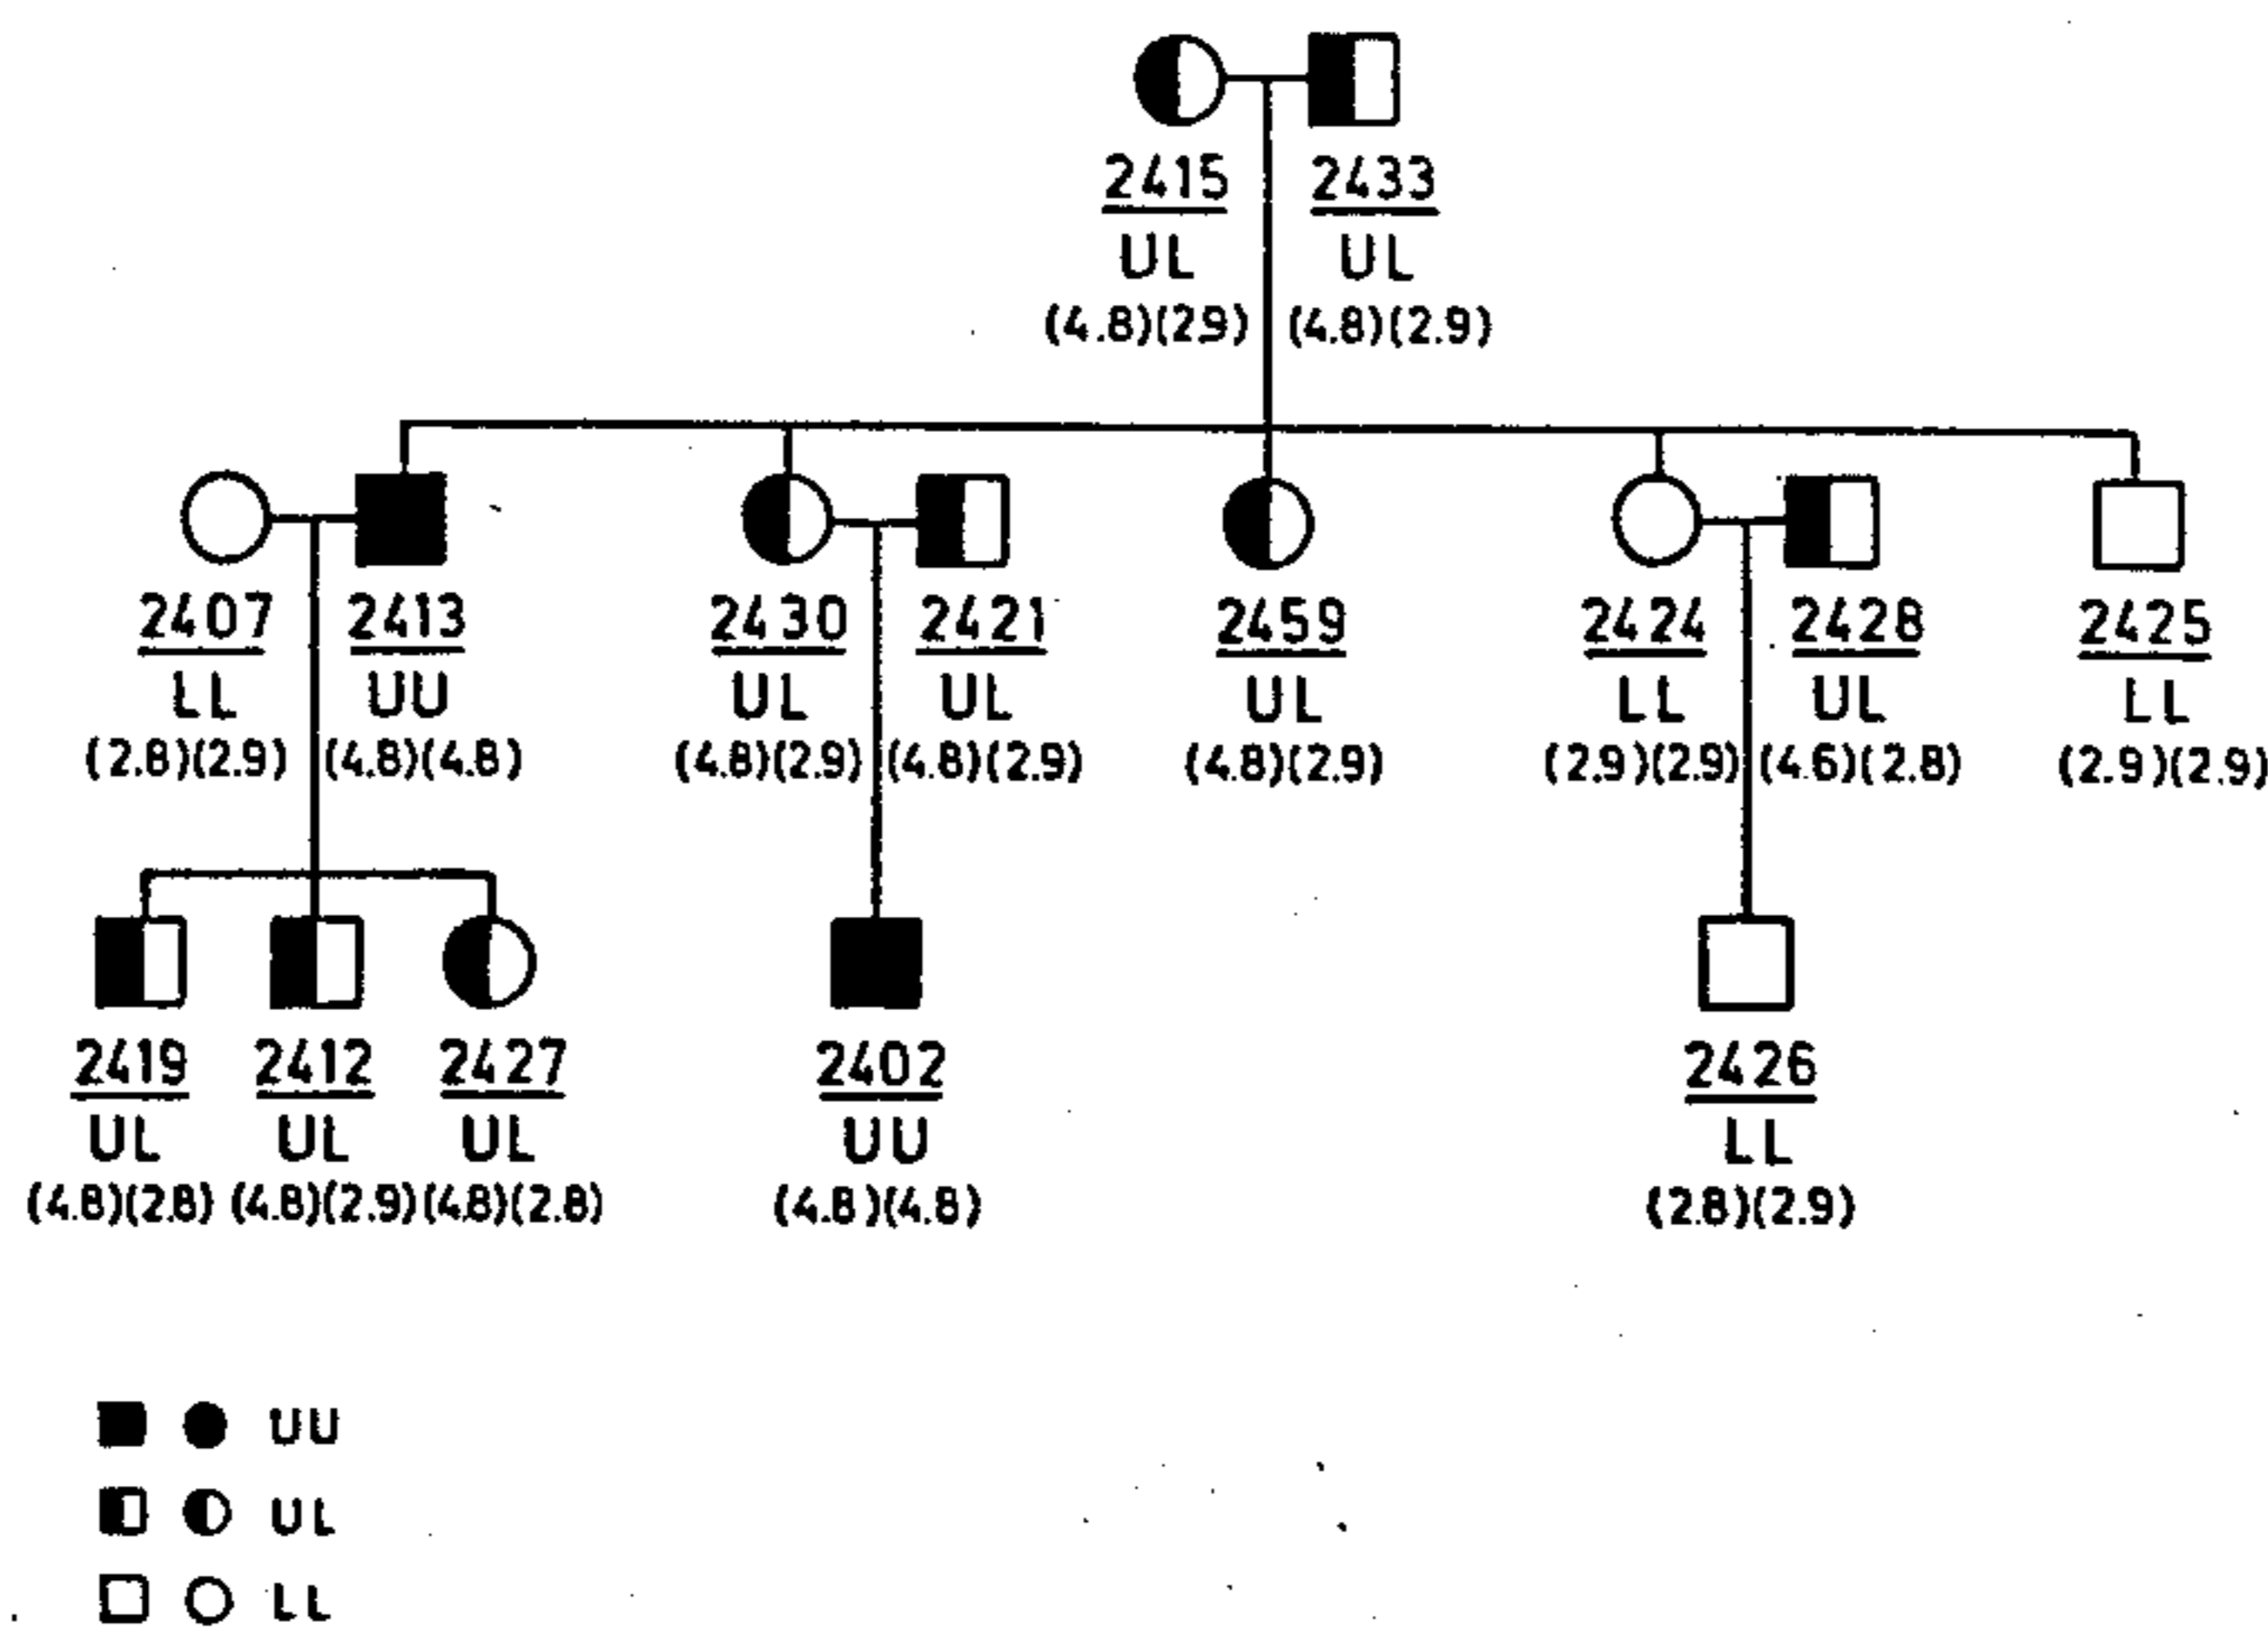 2415 2433
UL UL
(4.8)(2.9) (4.8)(2.9)
2407 2413 2430 2421 2459 2424 2428 2425
LL UU UL UL UL LL UL LL
(2.8)(2.9) (4.8)(4.8) (4.8)(2.9) (4.8)(2.9) (4.8)(2.9) (2.9)(2.9) (4.6)(2.8) (2.9)(2.9)
2419 2412 2427 2402 2426
UL UL UL UU LL
(4.8)(2.8) (4.8)(2.9) (4.8)(2.8) (4.8)(4.8) (2.8)(2.9)
UU
UL
LL